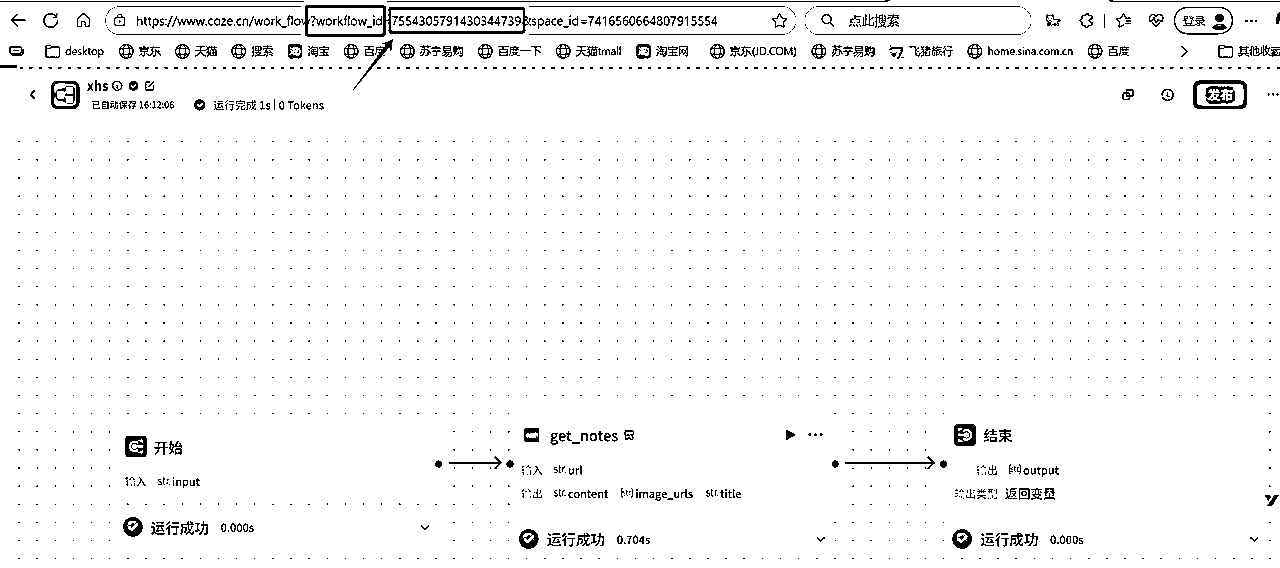 https://www.coze.cn/work_flow?workflow_id=7554305791430344739&space_id=7416560664807915554
点此搜索
登录
desktop 京东 天猫 搜索 淘宝 百度 苏宁易购 百度一下 天猫tmall 淘宝网 京东(JD.COM) 苏宁易购 飞猪旅行 home.sina.com.cn 百度 其他收藏
xhs
发布
已自动保存 16:12:06 运行完成 1s | 0 Tokens
开始
输入 str. input
运行成功 0.000s
get_notes
输入 str. url
输出 str. content [str] image_urls str. title
运行成功 0.704s
结束
输出 [str] output
输出类型 返回变量
运行成功 0.000s